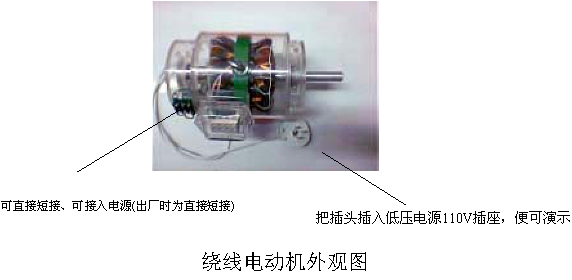 可直接短接、可接入电源(出厂时为直接短接)
把插头插入低压电源110V插座，便可演示
绕线电动机外观图